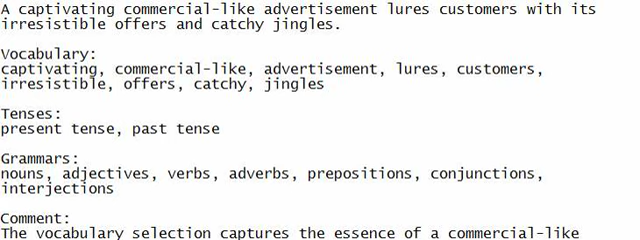 A captivating commercial-like advertisement lures customers with its
irresistible offers and catchy jingles.
Vocabulary:
captivating, commercial-like, advertisement, lures, customers,
irresistible, offers, catchy, jingles
Tenses:
present tense, past tense
Grammars:
nouns, adjectives, verbs, adverbs, prepositions, conjunctions,
interjections
Comment:
The vocabulary selection captures the essence of a commercial-like